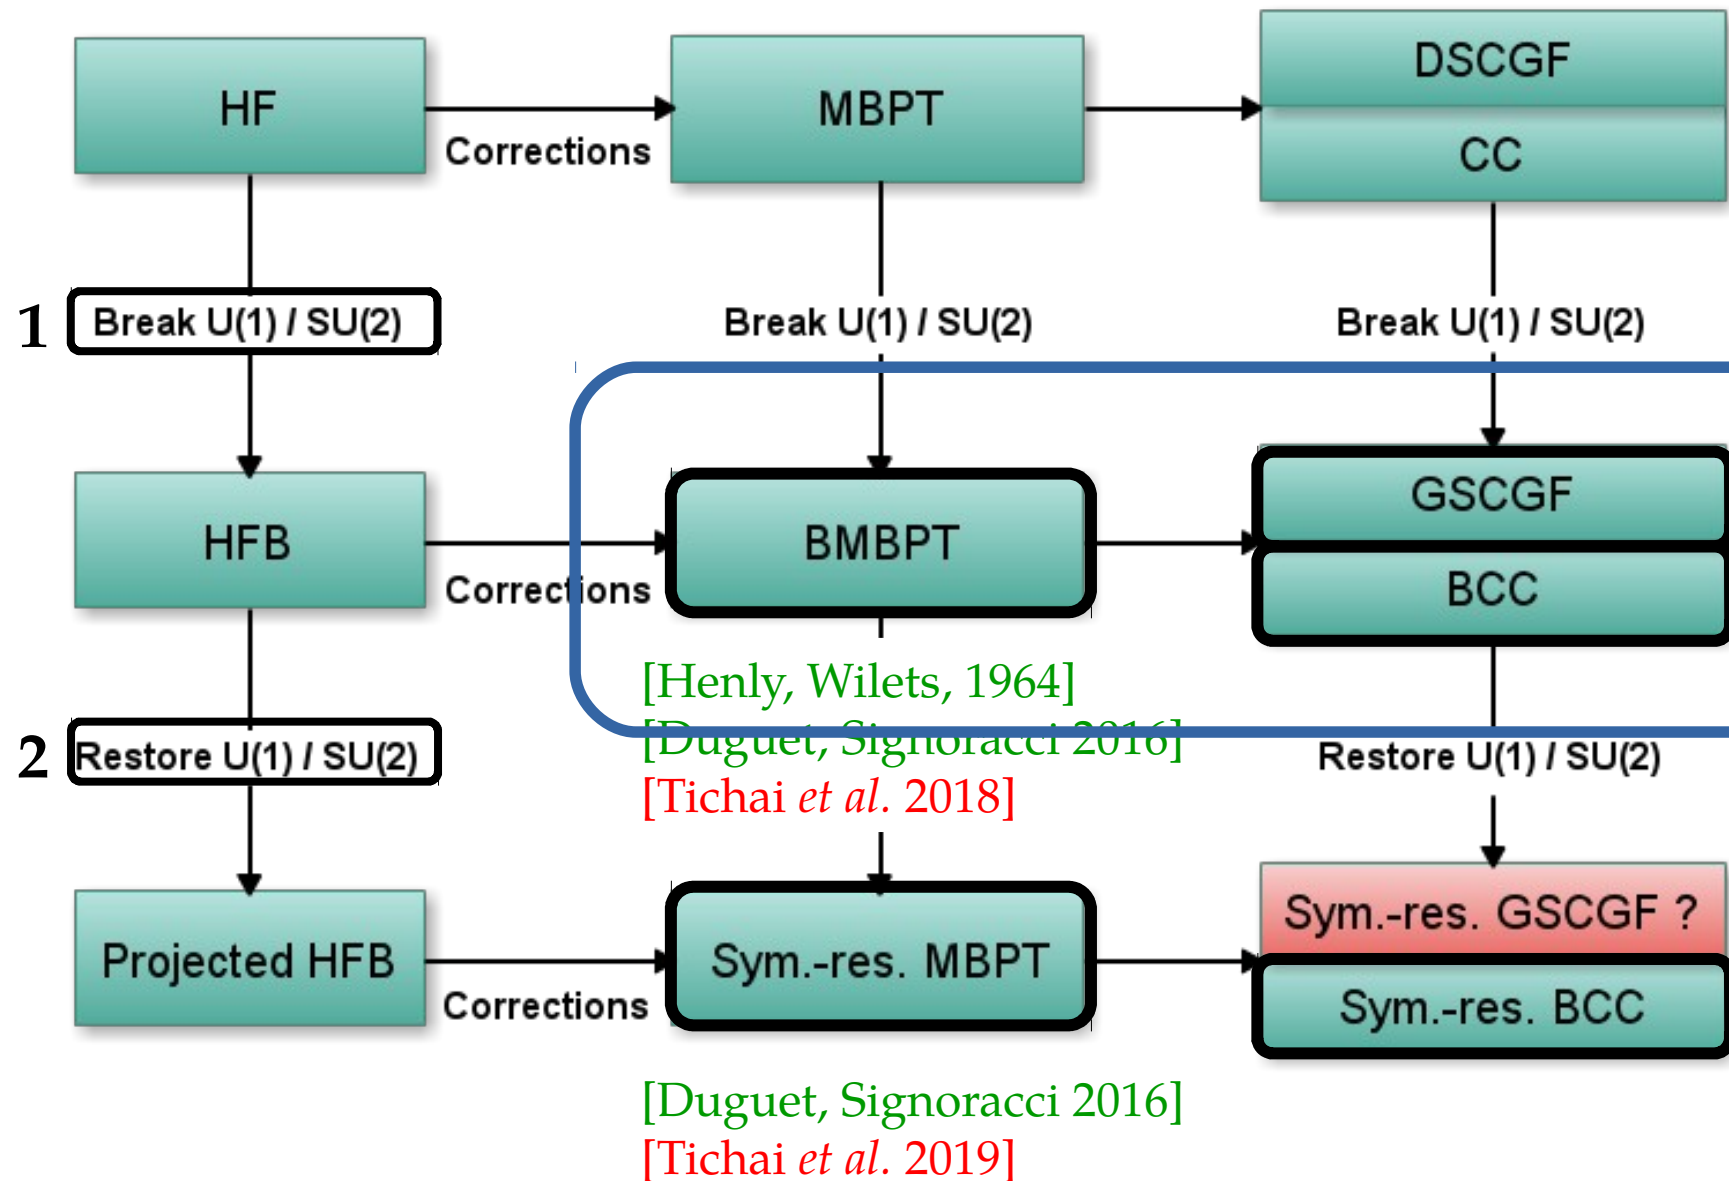 HF
Corrections
MBPT
DSCGF
CC
1
Break U(1) / SU(2)
Break U(1) / SU(2)
Break U(1) / SU(2)
HFB
Corrections
BMBPT
GSCGF
BCC
[Henly, Wilets, 1964]
[Duguet, Signoracci 2016]
[Tichai et al. 2018]
2
Restore U(1) / SU(2)
Restore U(1) / SU(2)
Projected HFB
Corrections
Sym.-res. MBPT
Sym.-res. GSCGF ?
Sym.-res. BCC
[Duguet, Signoracci 2016]
[Tichai et al. 2019]